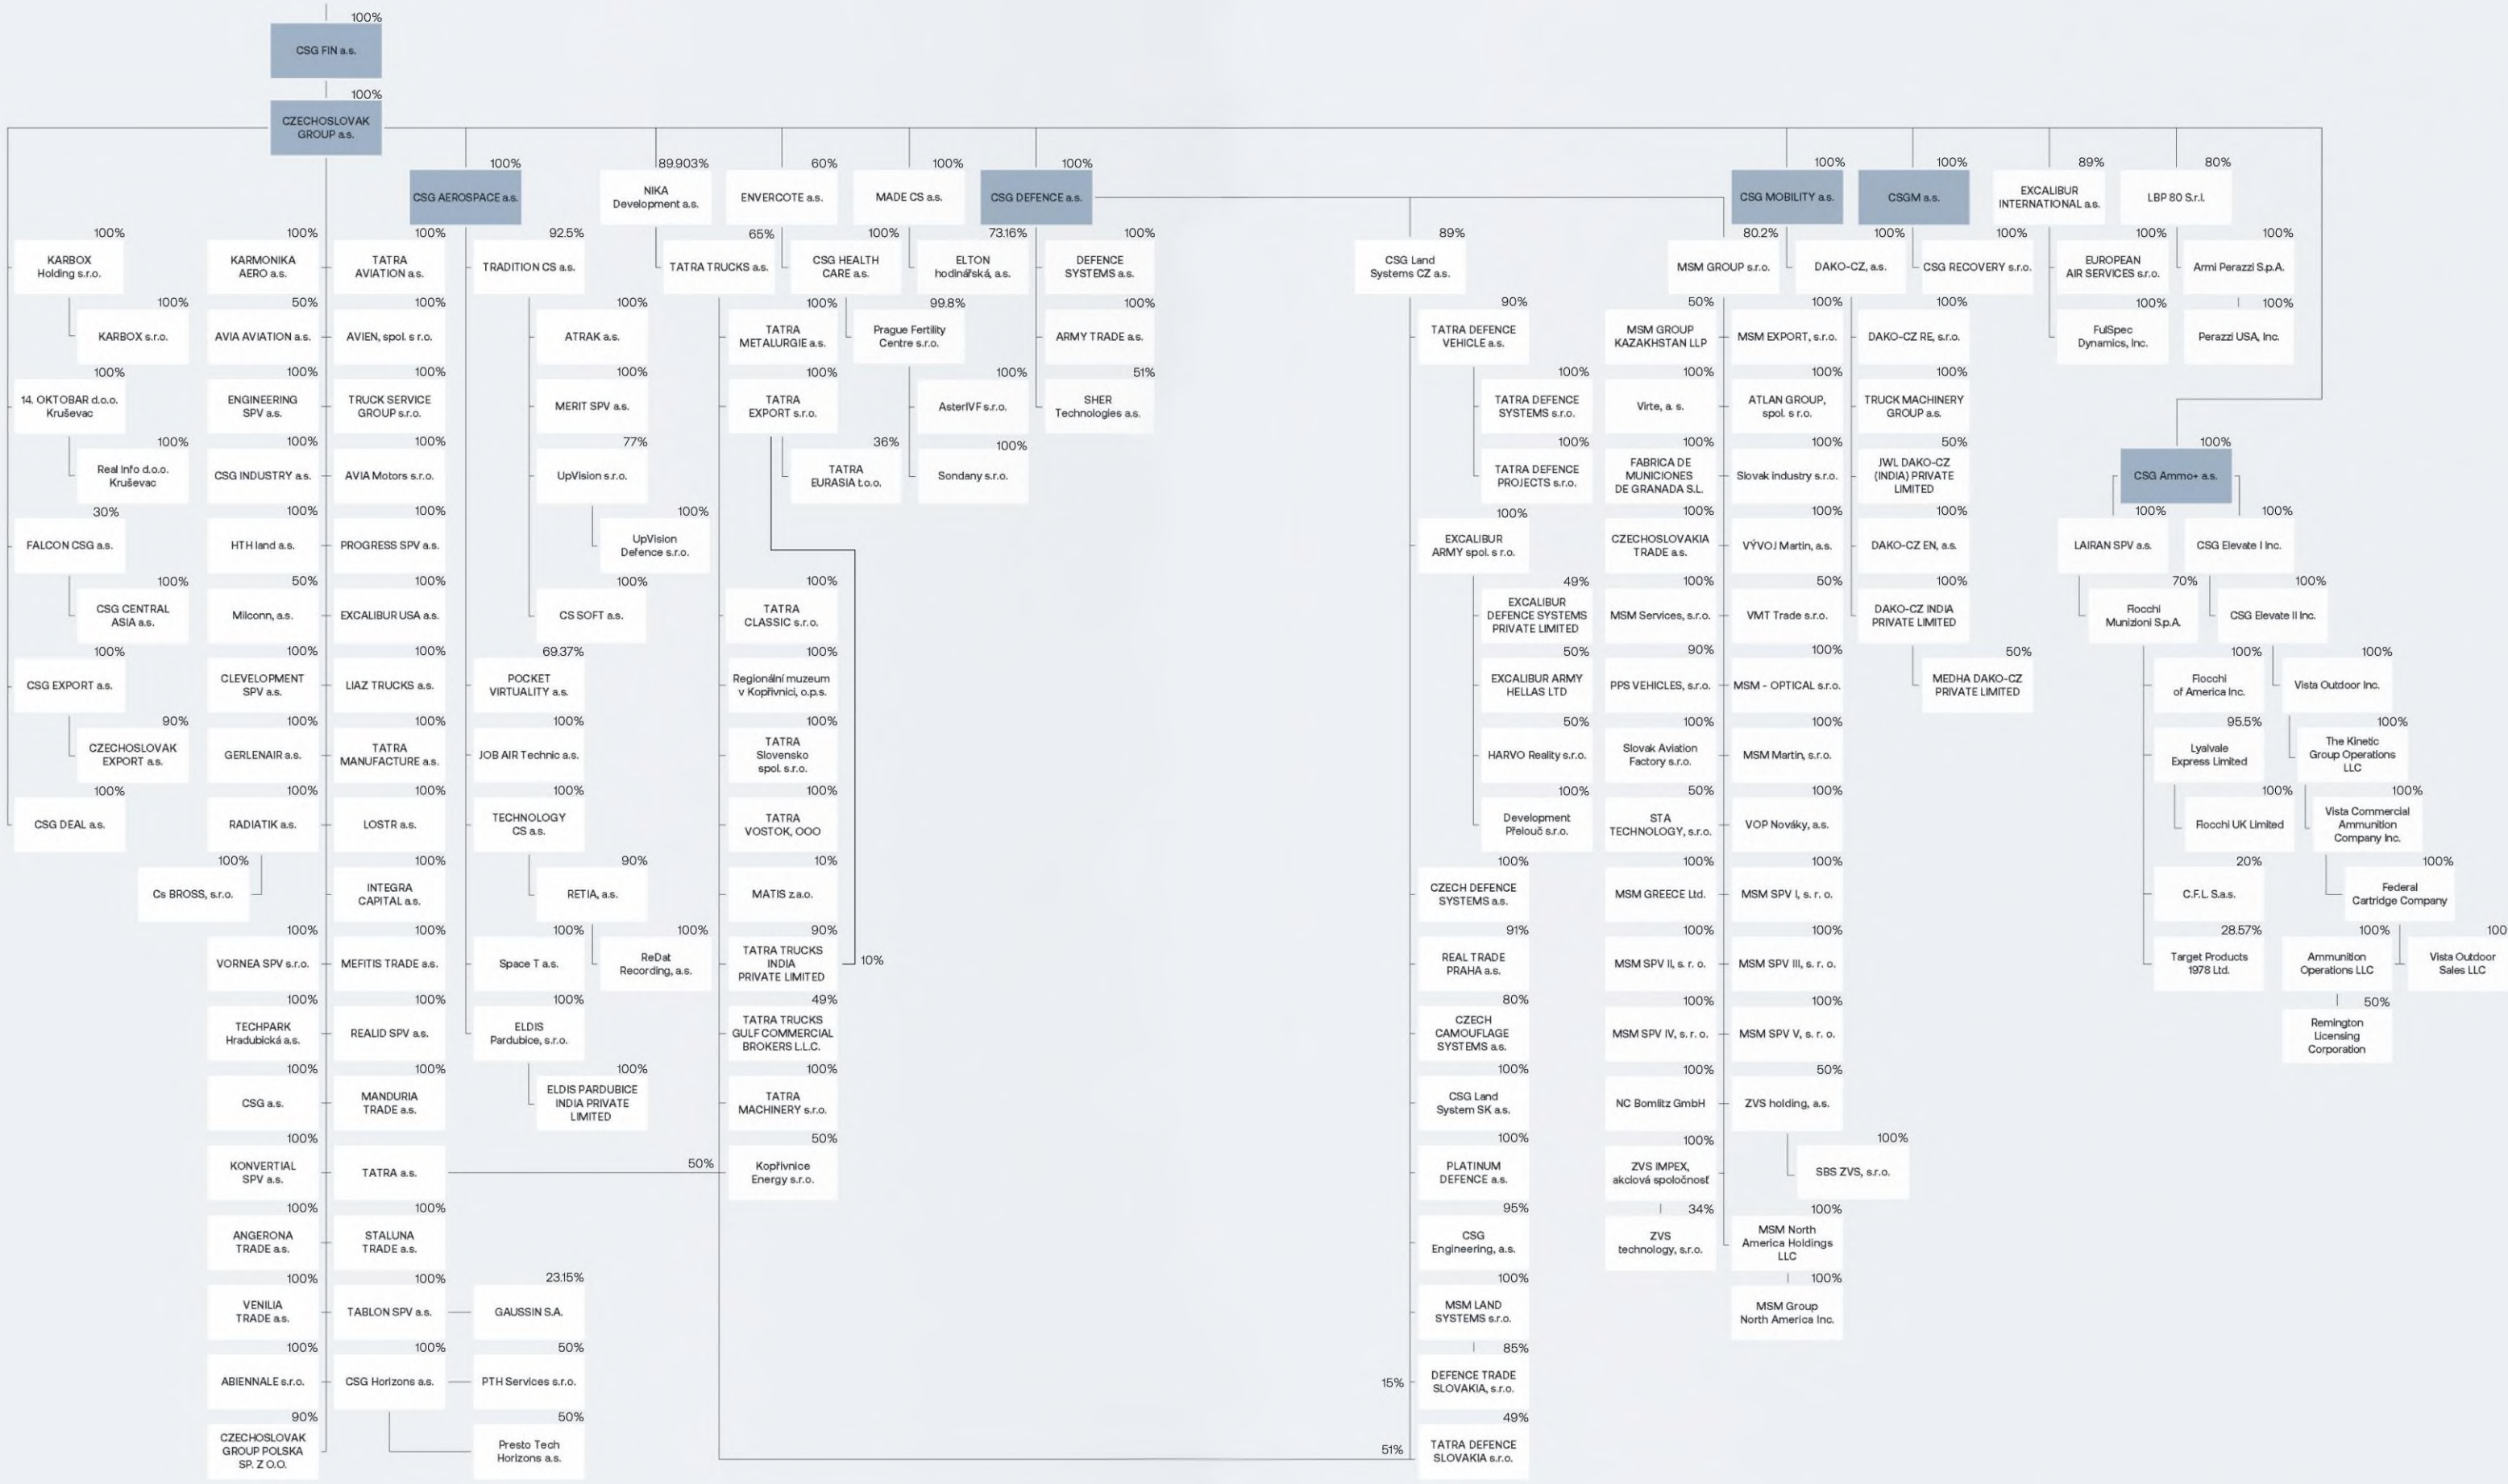 100%
CSG FIN a.s.
100%
CZECHOSLOVAK
GROUP a.s.
100%
CSG AEROSPACE a.s.
89.903%
NIKA
Development a.s.
60%
ENVERCOTE a.s.
100%
MADE CS a.s.
100%
CSG DEFENCE a.s.
100%
CSG MOBILITY a.s.
100%
CSGM a.s.
89%
EXCALIBUR
INTERNATIONAL a.s.
80%
LBP 80 S.r.l.
100%
KARBOX
Holding s.r.o.
100%
KARBOX s.r.o.
100%
14. OKTOBAR d.o.o.
Kruševac
100%
Real Info d.o.o.
Kruševac
30%
FALCON CSG a.s.
100%
CSG CENTRAL
ASIA a.s.
100%
CSG EXPORT a.s.
90%
CZECHOSLOVAK
EXPORT a.s.
100%
CSG DEAL a.s.
100%
KARMONIKA
AERO a.s.
50%
AVIA AVIATION a.s.
100%
ENGINEERING
SPV a.s.
100%
CSG INDUSTRY a.s.
100%
HTH land a.s.
50%
Milconn, a.s.
100%
CLEVELOPMENT
SPV a.s.
100%
GERLENAIR a.s.
100%
RADIATIK a.s.
100%
Cs BROSS, s.r.o.
100%
VORNEA SPV s.r.o.
100%
TECHPARK
Hradubická a.s.
100%
CSG a.s.
100%
KONVERTIAL
SPV a.s.
100%
ANGERONA
TRADE a.s.
100%
VENILIA
TRADE a.s.
100%
ABIENNALE s.r.o.
90%
CZECHOSLOVAK
GROUP POLSKA
SP. Z O.O.
100%
TATRA
AVIATION a.s.
100%
AVIEN, spol. s r.o.
100%
TRUCK SERVICE
GROUP s.r.o.
100%
AVIA Motors s.r.o.
100%
PROGRESS SPV a.s.
100%
EXCALIBUR USA a.s.
100%
LIAZ TRUCKS a.s.
100%
TATRA
MANUFACTURE a.s.
100%
LOSTR a.s.
100%
INTEGRA
CAPITAL a.s.
100%
MEFITIS TRADE a.s.
100%
REALID SPV a.s.
100%
MANDURIA
TRADE a.s.
100%
TATRA a.s.
50%
100%
STALUNA
TRADE a.s.
100%
TABLON SPV a.s.
23.15%
GAUSSIN S.A.
100%
CSG Horizons a.s.
50%
PTH Services s.r.o.
50%
Presto Tech
Horizons a.s.
92.5%
TRADITION CS a.s.
100%
ATRAK a.s.
100%
MERIT SPV a.s.
77%
UpVision s.r.o.
100%
UpVision
Defence s.r.o.
100%
CS SOFT a.s.
69.37%
POCKET
VIRTUALITY a.s.
100%
JOB AIR Technic a.s.
100%
TECHNOLOGY
CS a.s.
90%
RETIA, a.s.
100%
ReDat
Recording, a.s.
100%
Space T a.s.
100%
ELDIS
Pardubice, s.r.o.
100%
ELDIS PARDUBICE
INDIA PRIVATE
LIMITED
65%
TATRA TRUCKS a.s.
100%
TATRA
METALURGIE a.s.
100%
TATRA
EXPORT s.r.o.
36%
TATRA
EURASIA t.o.o.
100%
TATRA
CLASSIC s.r.o.
100%
Regionální muzeum
v Kopřivnici, o.p.s.
100%
TATRA
Slovensko
spol. s.r.o.
100%
TATRA
VOSTOK, OOO
10%
MATIS z.a.o.
90%
TATRA TRUCKS
INDIA
PRIVATE LIMITED
10%
49%
TATRA TRUCKS
GULF COMMERCIAL
BROKERS L.L.C.
100%
TATRA
MACHINERY s.r.o.
50%
Kopřivnice
Energy s.r.o.
100%
CSG HEALTH
CARE a.s.
99.8%
Prague Fertility
Centre s.r.o.
100%
AsterIVF s.r.o.
100%
Sondany s.r.o.
100%
ELTON
hodinářská, a.s.
73.16%
100%
DEFENCE
SYSTEMS a.s.
100%
ARMY TRADE a.s.
51%
SHER
Technologies a.s.
89%
CSG Land
Systems CZ a.s.
90%
TATRA DEFENCE
VEHICLE a.s.
100%
TATRA DEFENCE
SYSTEMS s.r.o.
100%
TATRA DEFENCE
PROJECTS s.r.o.
100%
EXCALIBUR
ARMY spol. s r.o.
49%
EXCALIBUR
DEFENCE SYSTEMS
PRIVATE LIMITED
50%
EXCALIBUR ARMY
HELLAS LTD
50%
HARVO Reality s.r.o.
100%
Development
Přelouč s.r.o.
100%
CZECH DEFENCE
SYSTEMS a.s.
91%
REAL TRADE
PRAHA a.s.
80%
CZECH
CAMOUFLAGE
SYSTEMS a.s.
100%
CSG Land
System SK a.s.
100%
PLATINUM
DEFENCE a.s.
95%
CSG
Engineering, a.s.
100%
MSM LAND
SYSTEMS s.r.o.
85%
15%
DEFENCE TRADE
SLOVAKIA, s.r.o.
49%
51%
TATRA DEFENCE
SLOVAKIA s.r.o.
80.2%
MSM GROUP s.r.o.
50%
MSM GROUP
KAZAKHSTAN LLP
100%
Virte, a. s.
100%
FABRICA DE
MUNICIONES
DE GRANADA S.L.
100%
CZECHOSLOVAKIA
TRADE a.s.
100%
MSM Services, s.r.o.
90%
PPS VEHICLES, s.r.o.
100%
Slovak Aviation
Factory s.r.o.
50%
STA
TECHNOLOGY, s.r.o.
100%
MSM GREECE Ltd.
100%
MSM SPV II, s. r. o.
100%
MSM SPV IV, s. r. o.
100%
NC Bomlitz GmbH
100%
ZVS IMPEX,
akciová spoločnosť
34%
ZVS
technology, s.r.o.
100%
MSM EXPORT, s.r.o.
100%
ATLAN GROUP,
spol. s r.o.
100%
Slovak industry s.r.o.
100%
VÝVOJ Martin, a.s.
50%
VMT Trade s.r.o.
100%
MSM - OPTICAL s.r.o.
100%
MSM Martin, s.r.o.
100%
VOP Nováky, a.s.
100%
MSM SPV I, s. r. o.
100%
MSM SPV III, s. r. o.
100%
MSM SPV V, s. r. o.
50%
ZVS holding, a.s.
100%
SBS ZVS, s.r.o.
100%
MSM North
America Holdings
LLC
100%
MSM Group
North America Inc.
100%
DAKO-CZ, a.s.
100%
DAKO-CZ RE, s.r.o.
100%
TRUCK MACHINERY
GROUP a.s.
50%
JWL DAKO-CZ
(INDIA) PRIVATE
LIMITED
100%
DAKO-CZ EN, a.s.
100%
DAKO-CZ INDIA
PRIVATE LIMITED
50%
MEDHA DAKO-CZ
PRIVATE LIMITED
100%
CSG RECOVERY s.r.o.
100%
EUROPEAN
AIR SERVICES s.r.o.
100%
FulSpec
Dynamics, Inc.
100%
Armi Perazzi S.p.A.
100%
Perazzi USA, Inc.
100%
CSG Ammo+ a.s.
100%
LAIRAN SPV a.s.
70%
Fiocchi
Munizioni S.p.A.
100%
Fiocchi
of America Inc.
95.5%
Lyalvale
Express Limited
100%
Fiocchi UK Limited
20%
C.F.L. S.a.s.
28.57%
Target Products
1978 Ltd.
100%
CSG Elevate I Inc.
100%
CSG Elevate II Inc.
100%
Vista Outdoor Inc.
100%
The Kinetic
Group Operations
LLC
100%
Vista Commercial
Ammunition
Company Inc.
100%
Federal
Cartridge Company
100%
Ammunition
Operations LLC
100
Vista Outdoor
Sales LLC
50%
Remington
Licensing
Corporation